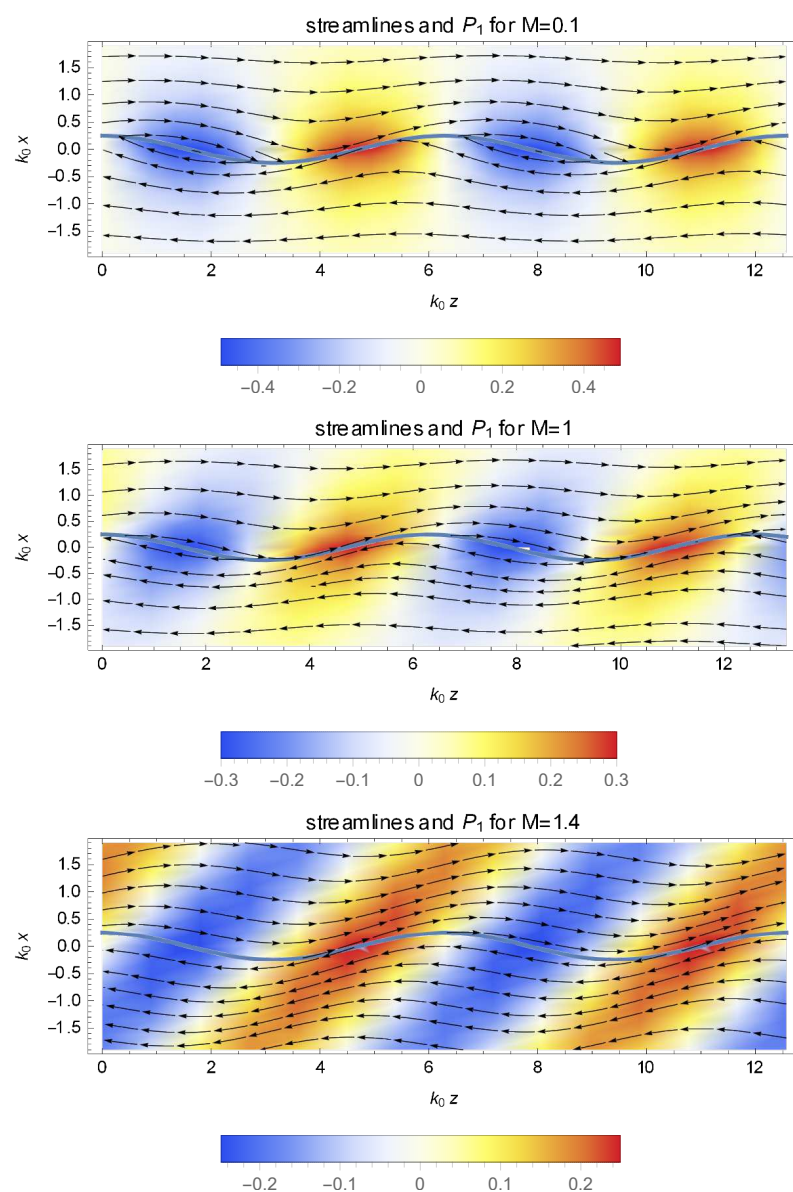 streamlines and P₁ for M=0.1
1.5
1.0
0.5
0.0
−0.5
−1.0
−1.5
k₀ x
0 2 4 6 8 10 12
k₀ z
−0.4 −0.2 0 0.2 0.4
streamlines and P₁ for M=1
1.5
1.0
0.5
0.0
−0.5
−1.0
−1.5
k₀ x
0 2 4 6 8 10 12
k₀ z
−0.3 −0.2 −0.1 0 0.1 0.2 0.3
streamlines and P₁ for M=1.4
1.5
1.0
0.5
0.0
−0.5
−1.0
−1.5
k₀ x
0 2 4 6 8 10 12
k₀ z
−0.2 −0.1 0 0.1 0.2